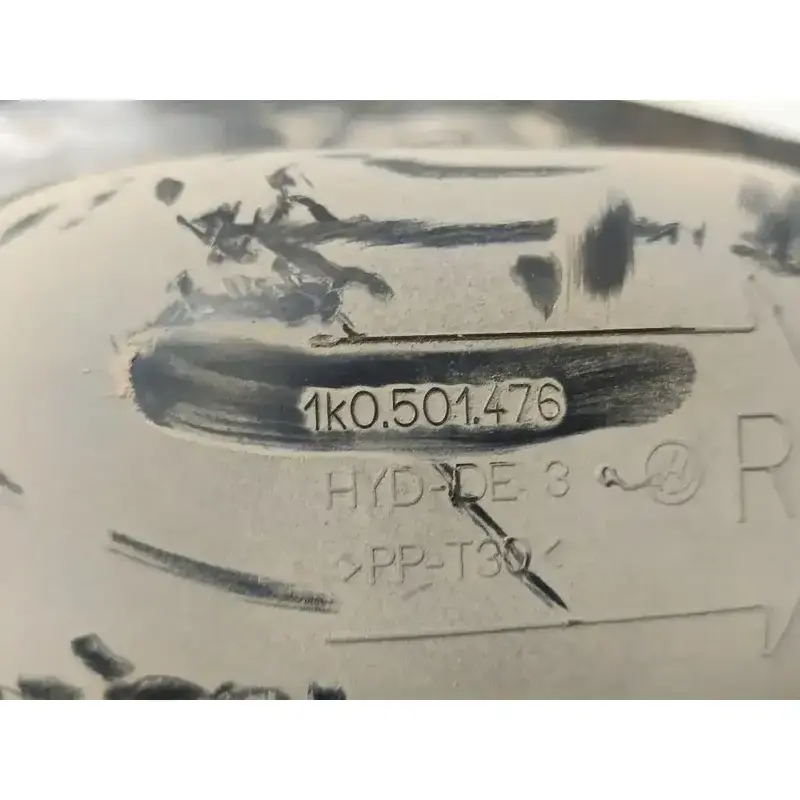 1k0.501.476
HYD-DE 3
R
>PP-T30<